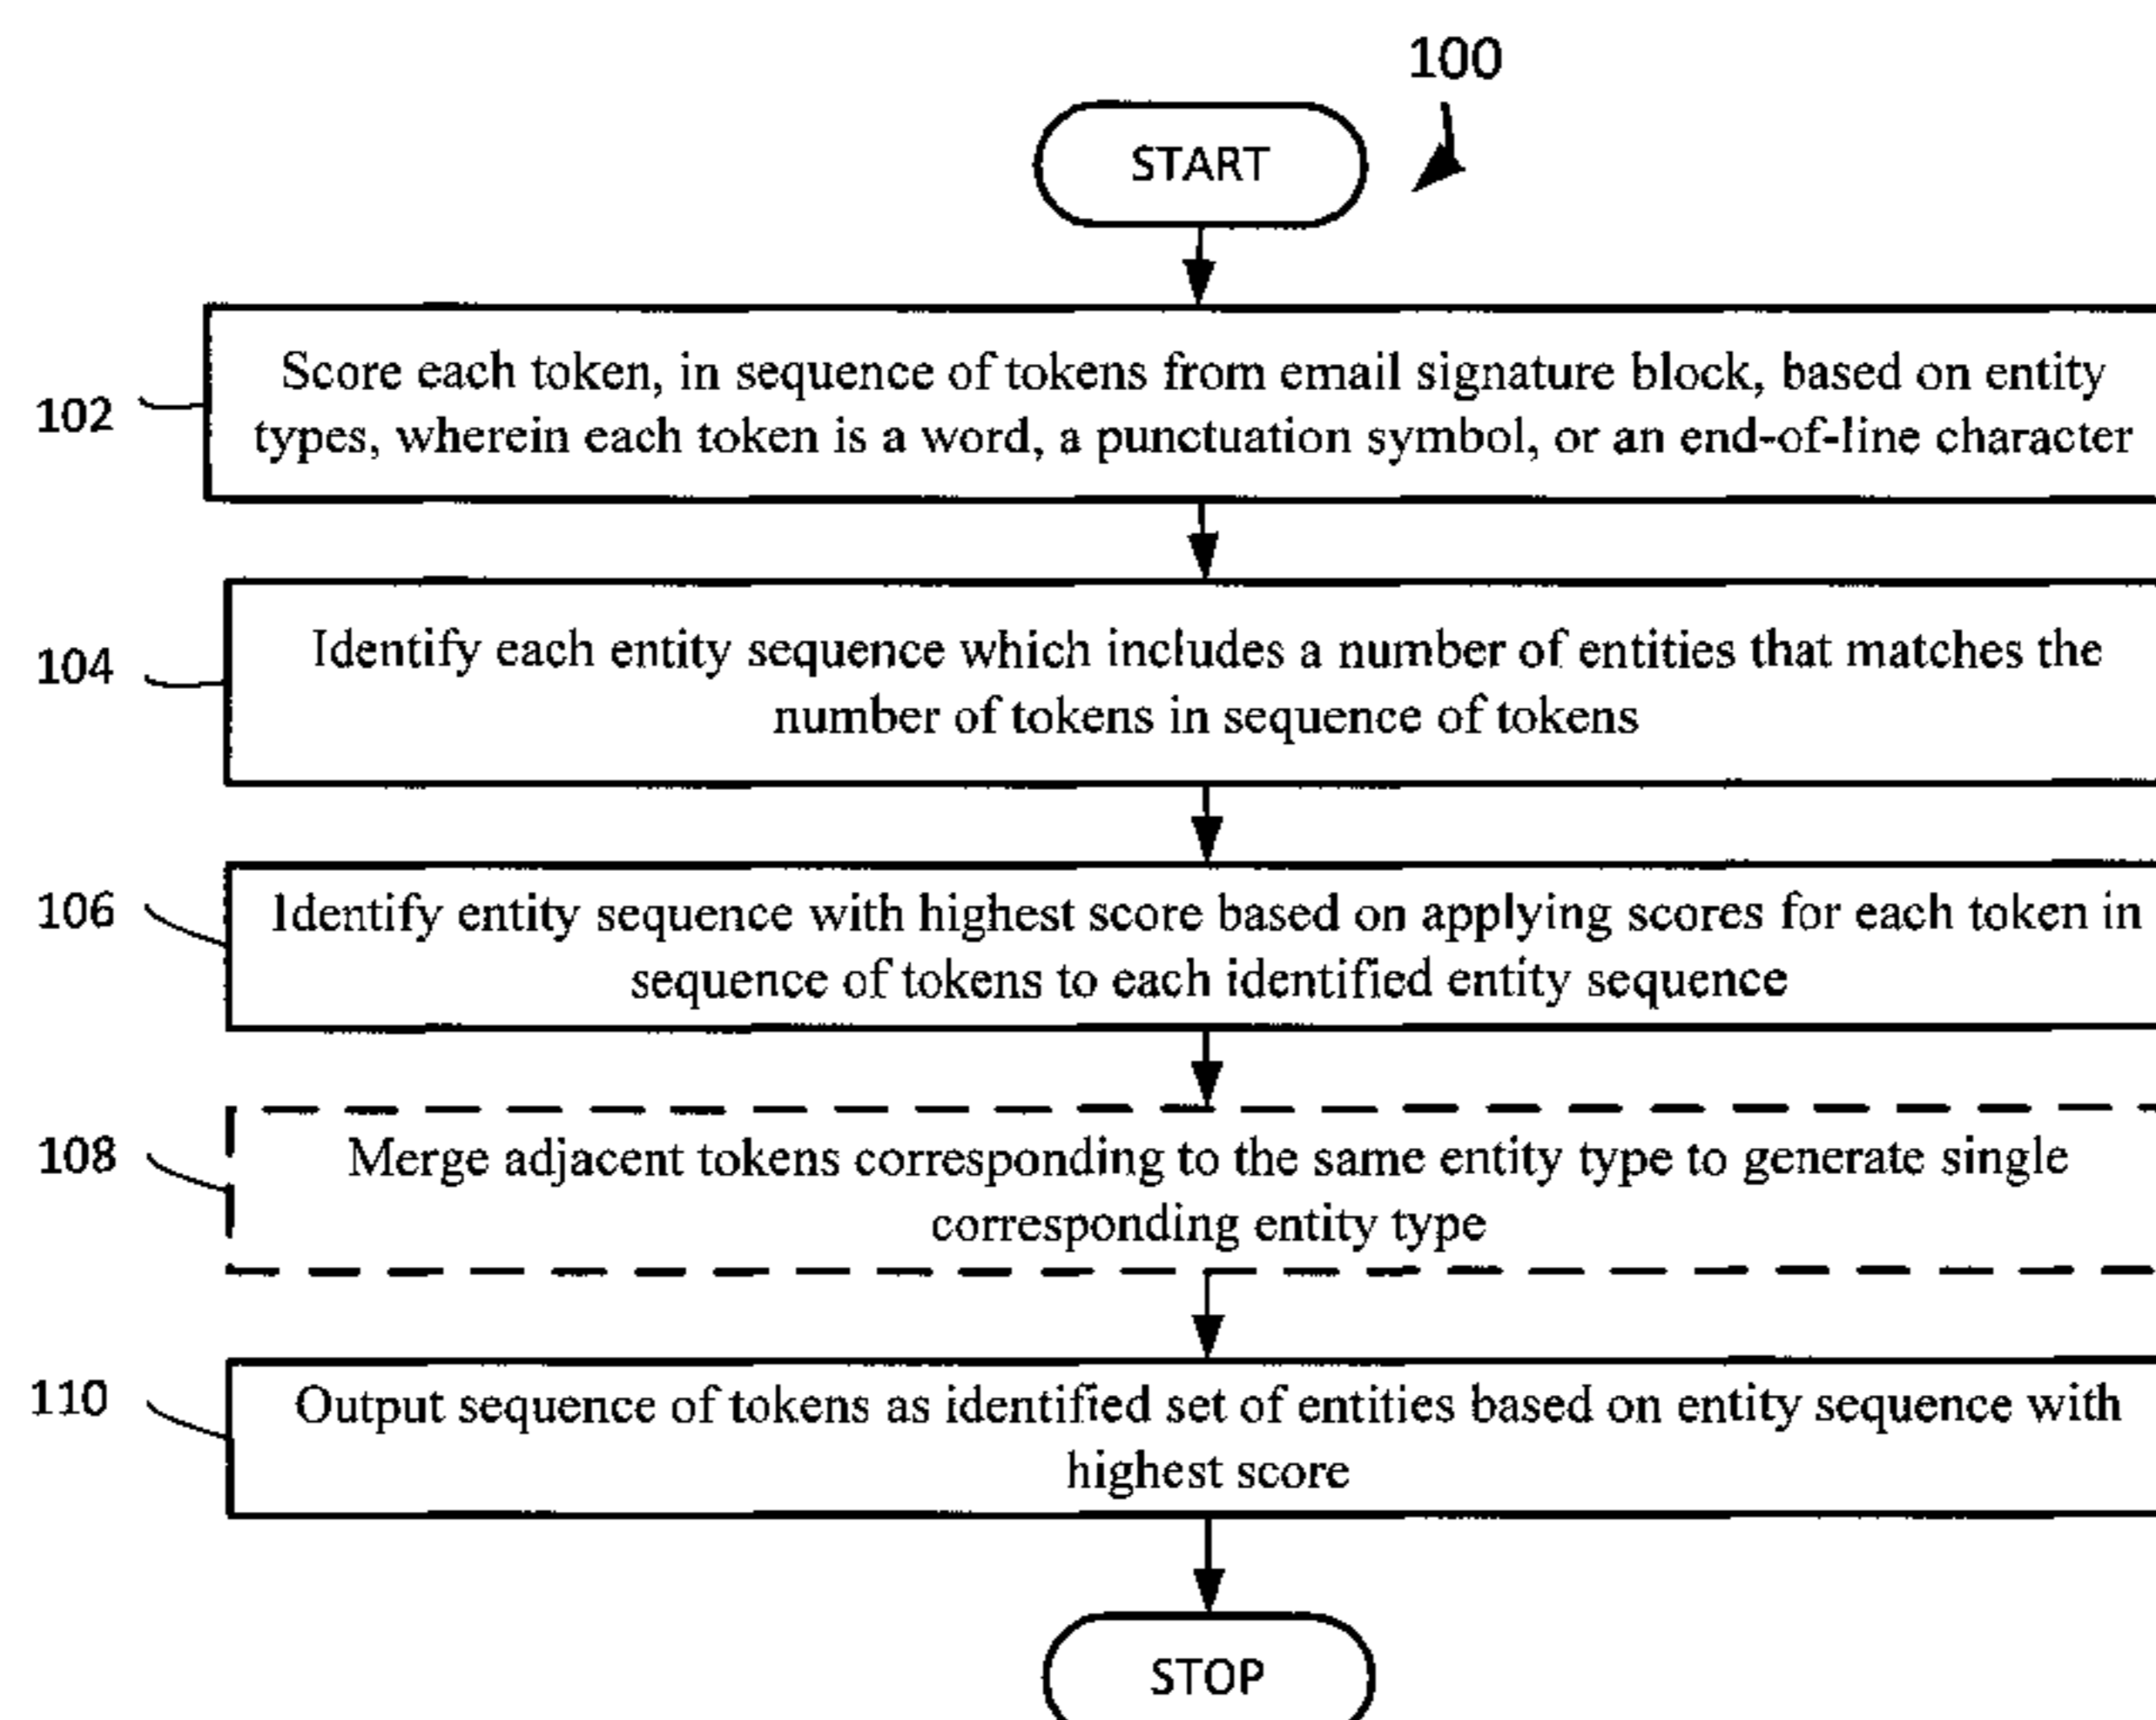 100
START
102
Score each token, in sequence of tokens from email signature block, based on entity
types, wherein each token is a word, a punctuation symbol, or an end-of-line character
104
Identify each entity sequence which includes a number of entities that matches the
number of tokens in sequence of tokens
106
Identify entity sequence with highest score based on applying scores for each token in
sequence of tokens to each identified entity sequence
108
Merge adjacent tokens corresponding to the same entity type to generate single
corresponding entity type
110
Output sequence of tokens as identified set of entities based on entity sequence with
highest score
STOP